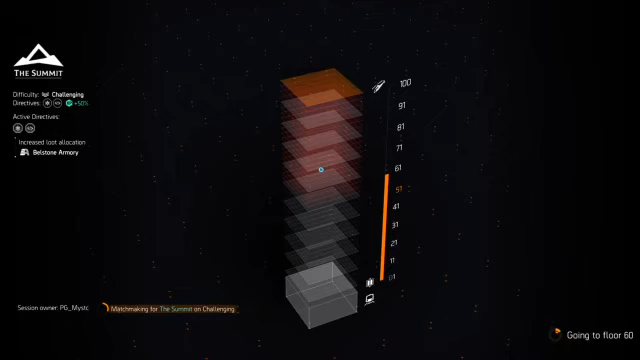 THE SUMMIT
Difficulty: Challenging
Directives: +50%
Active Directives:
Increased loot allocation
Belstone Armory
100
91
81
71
61
51
41
31
21
11
01
Session owner: PG_Mystc
Matchmaking for The Summit on Challenging
Going to floor 60